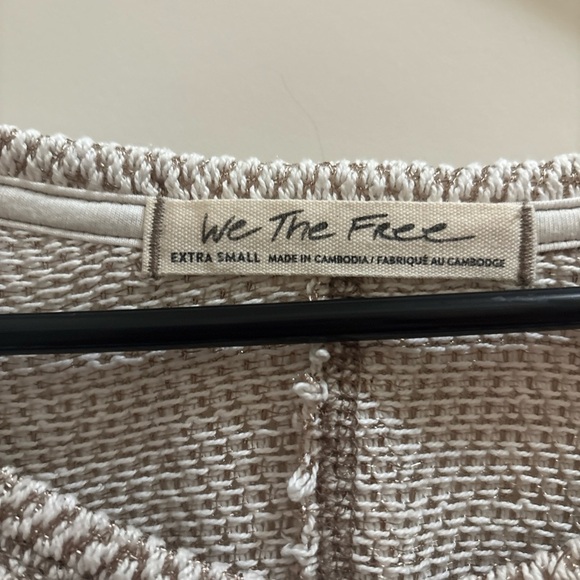 We The Free
EXTRA SMALL MADE IN CAMBODIA / FABRIQUÉ AU CAMBODGE